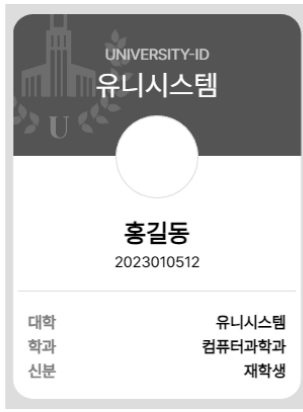 UNIVERSITY-ID
유니시스템
U
홍길동
2023010512
대학 유니시스템
학과 컴퓨터과학과
신분 재학생